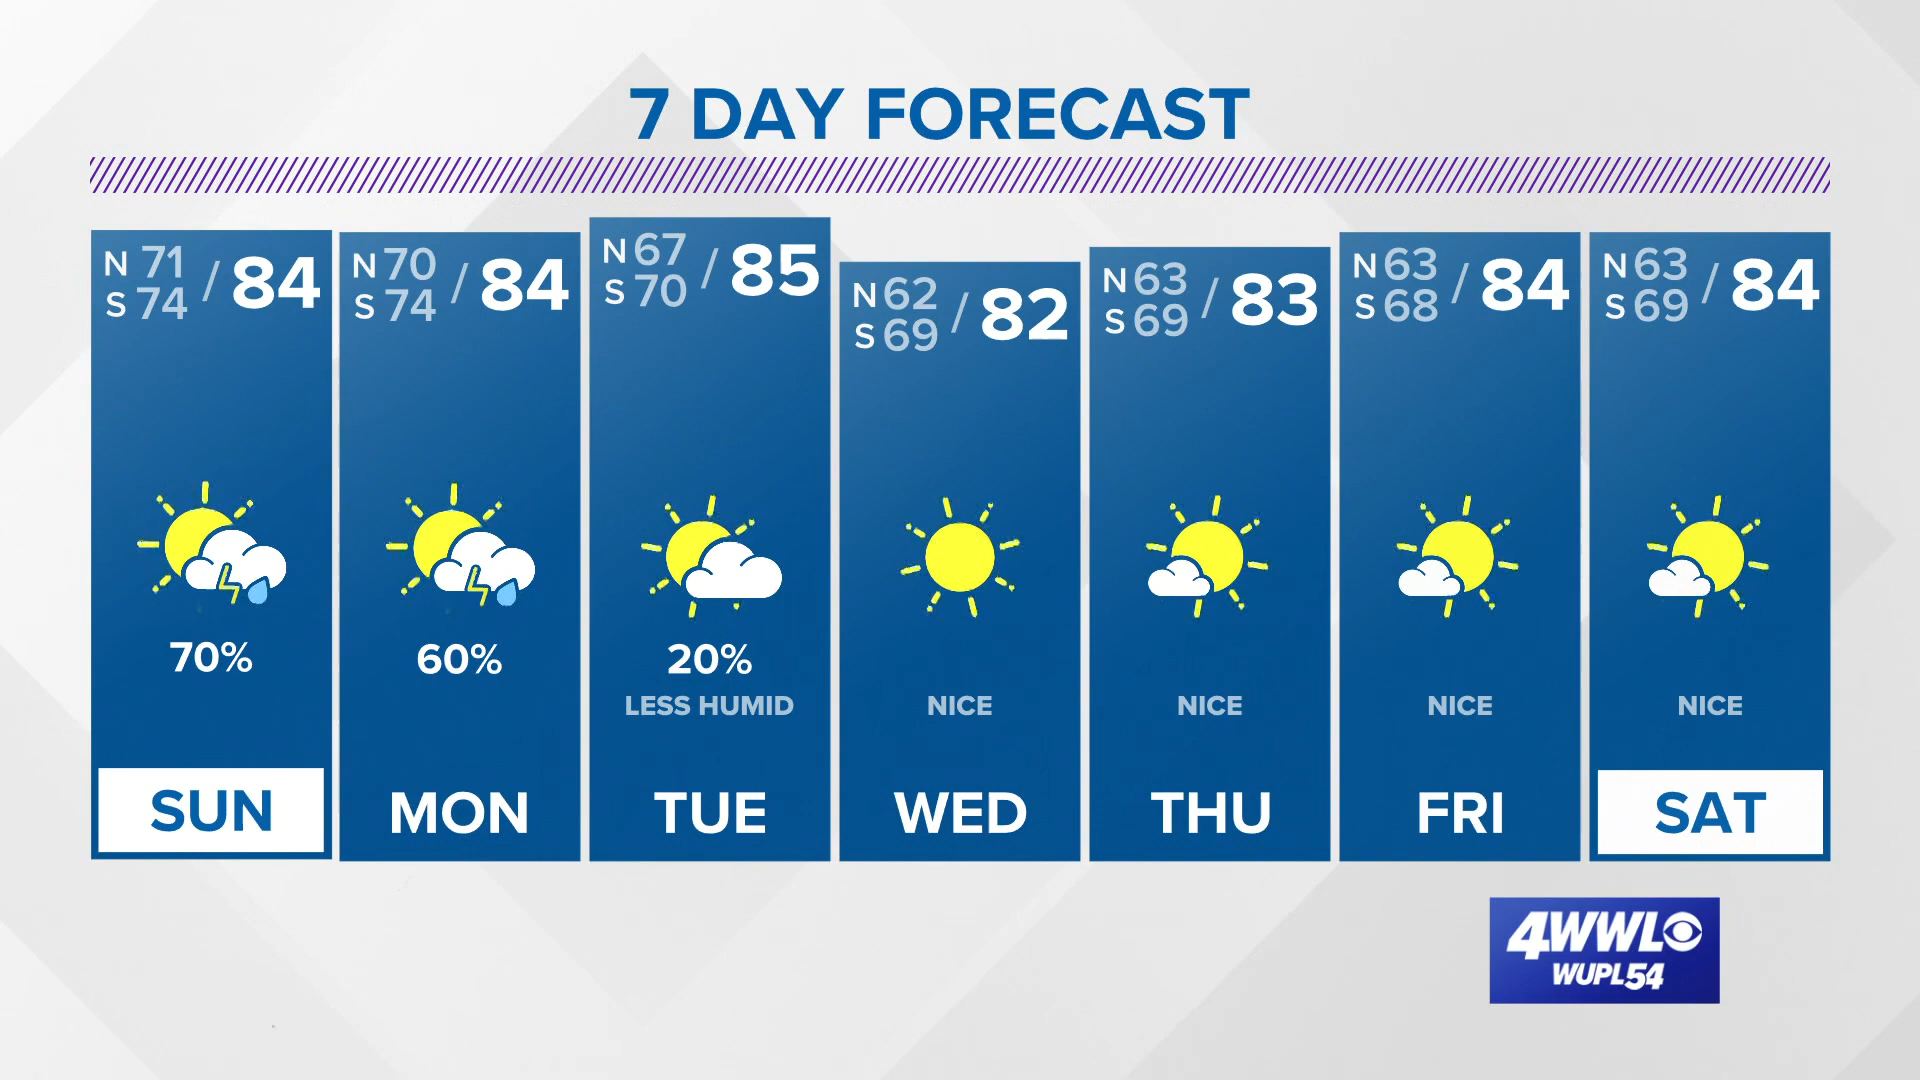 7 DAY FORECAST
N 71
S 74 / 84
70%
SUN
N 70
S 74 / 84
60%
MON
N 67
S 70 / 85
20%
LESS HUMID
TUE
N 62
S 69 / 82
NICE
WED
N 63
S 69 / 83
NICE
THU
N 63
S 68 / 84
NICE
FRI
N 63
S 69 / 84
NICE
SAT
4WWL
WUPL54